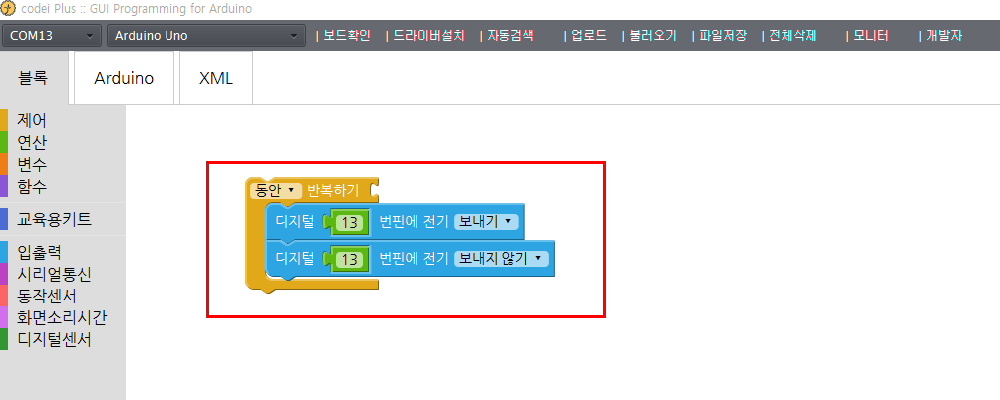 codei Plus :: GUI Programming for Arduino
COM13 Arduino Uno | 보드확인 | 드라이버설치 | 자동검색 | 업로드 | 불러오기 | 파일저장 | 전체삭제 | 모니터 | 개발자
블록 Arduino XML
제어
연산
변수
함수
교육용키트
입출력
시리얼통신
동작센서
화면소리시간
디지털센서
동안 반복하기
디지털 13 번핀에 전기 보내기
디지털 13 번핀에 전기 보내지 않기